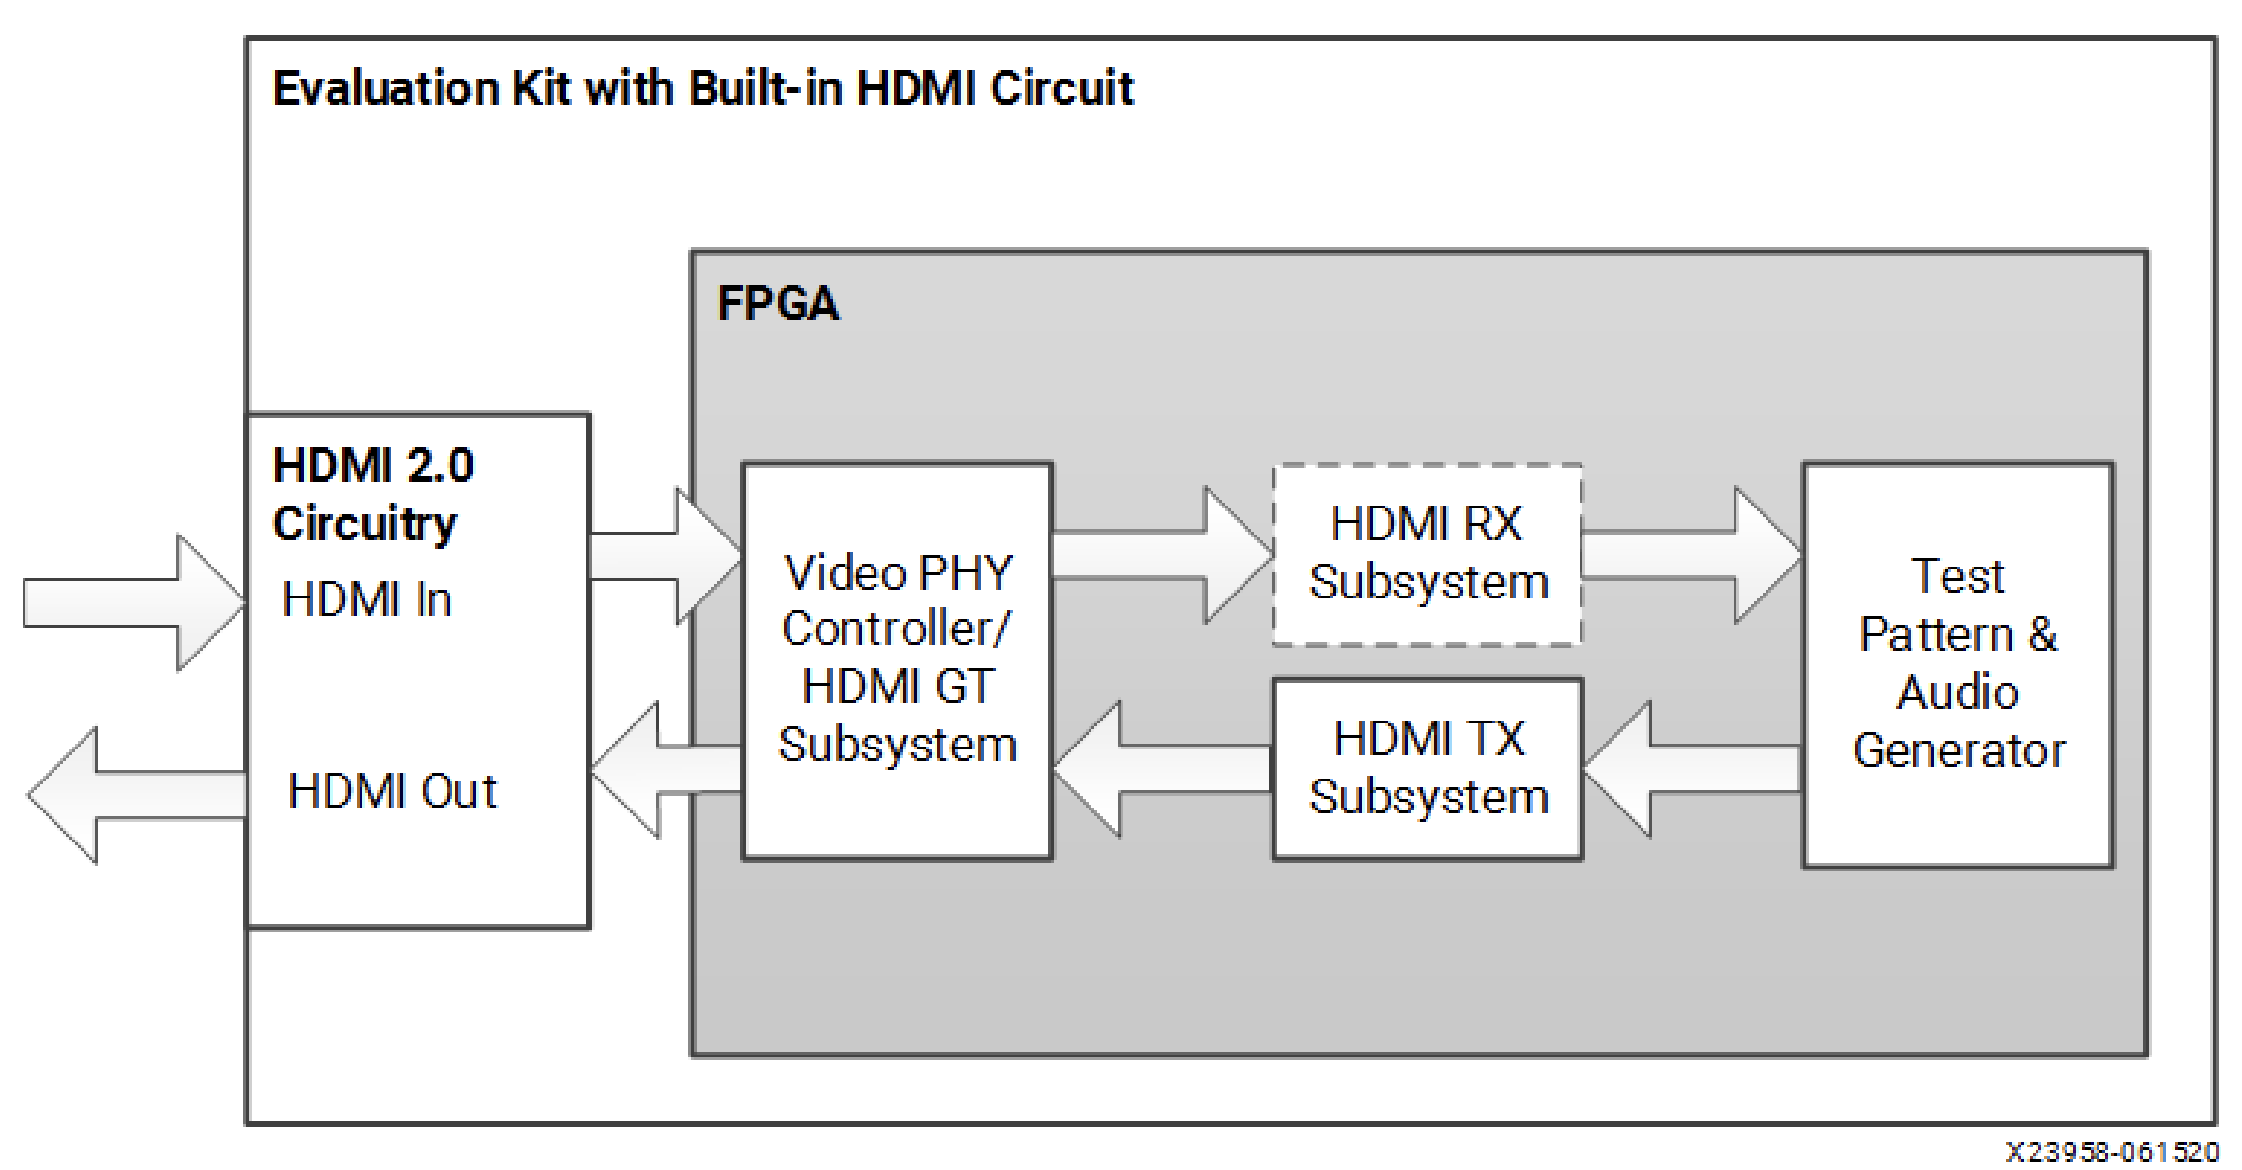 Evaluation Kit with Built-in HDMI Circuit
FPGA
HDMI 2.0
Circuitry
HDMI In
HDMI Out
Video PHY
Controller/
HDMI GT
Subsystem
HDMI RX
Subsystem
HDMI TX
Subsystem
Test
Pattern &
Audio
Generator
X23958-061520